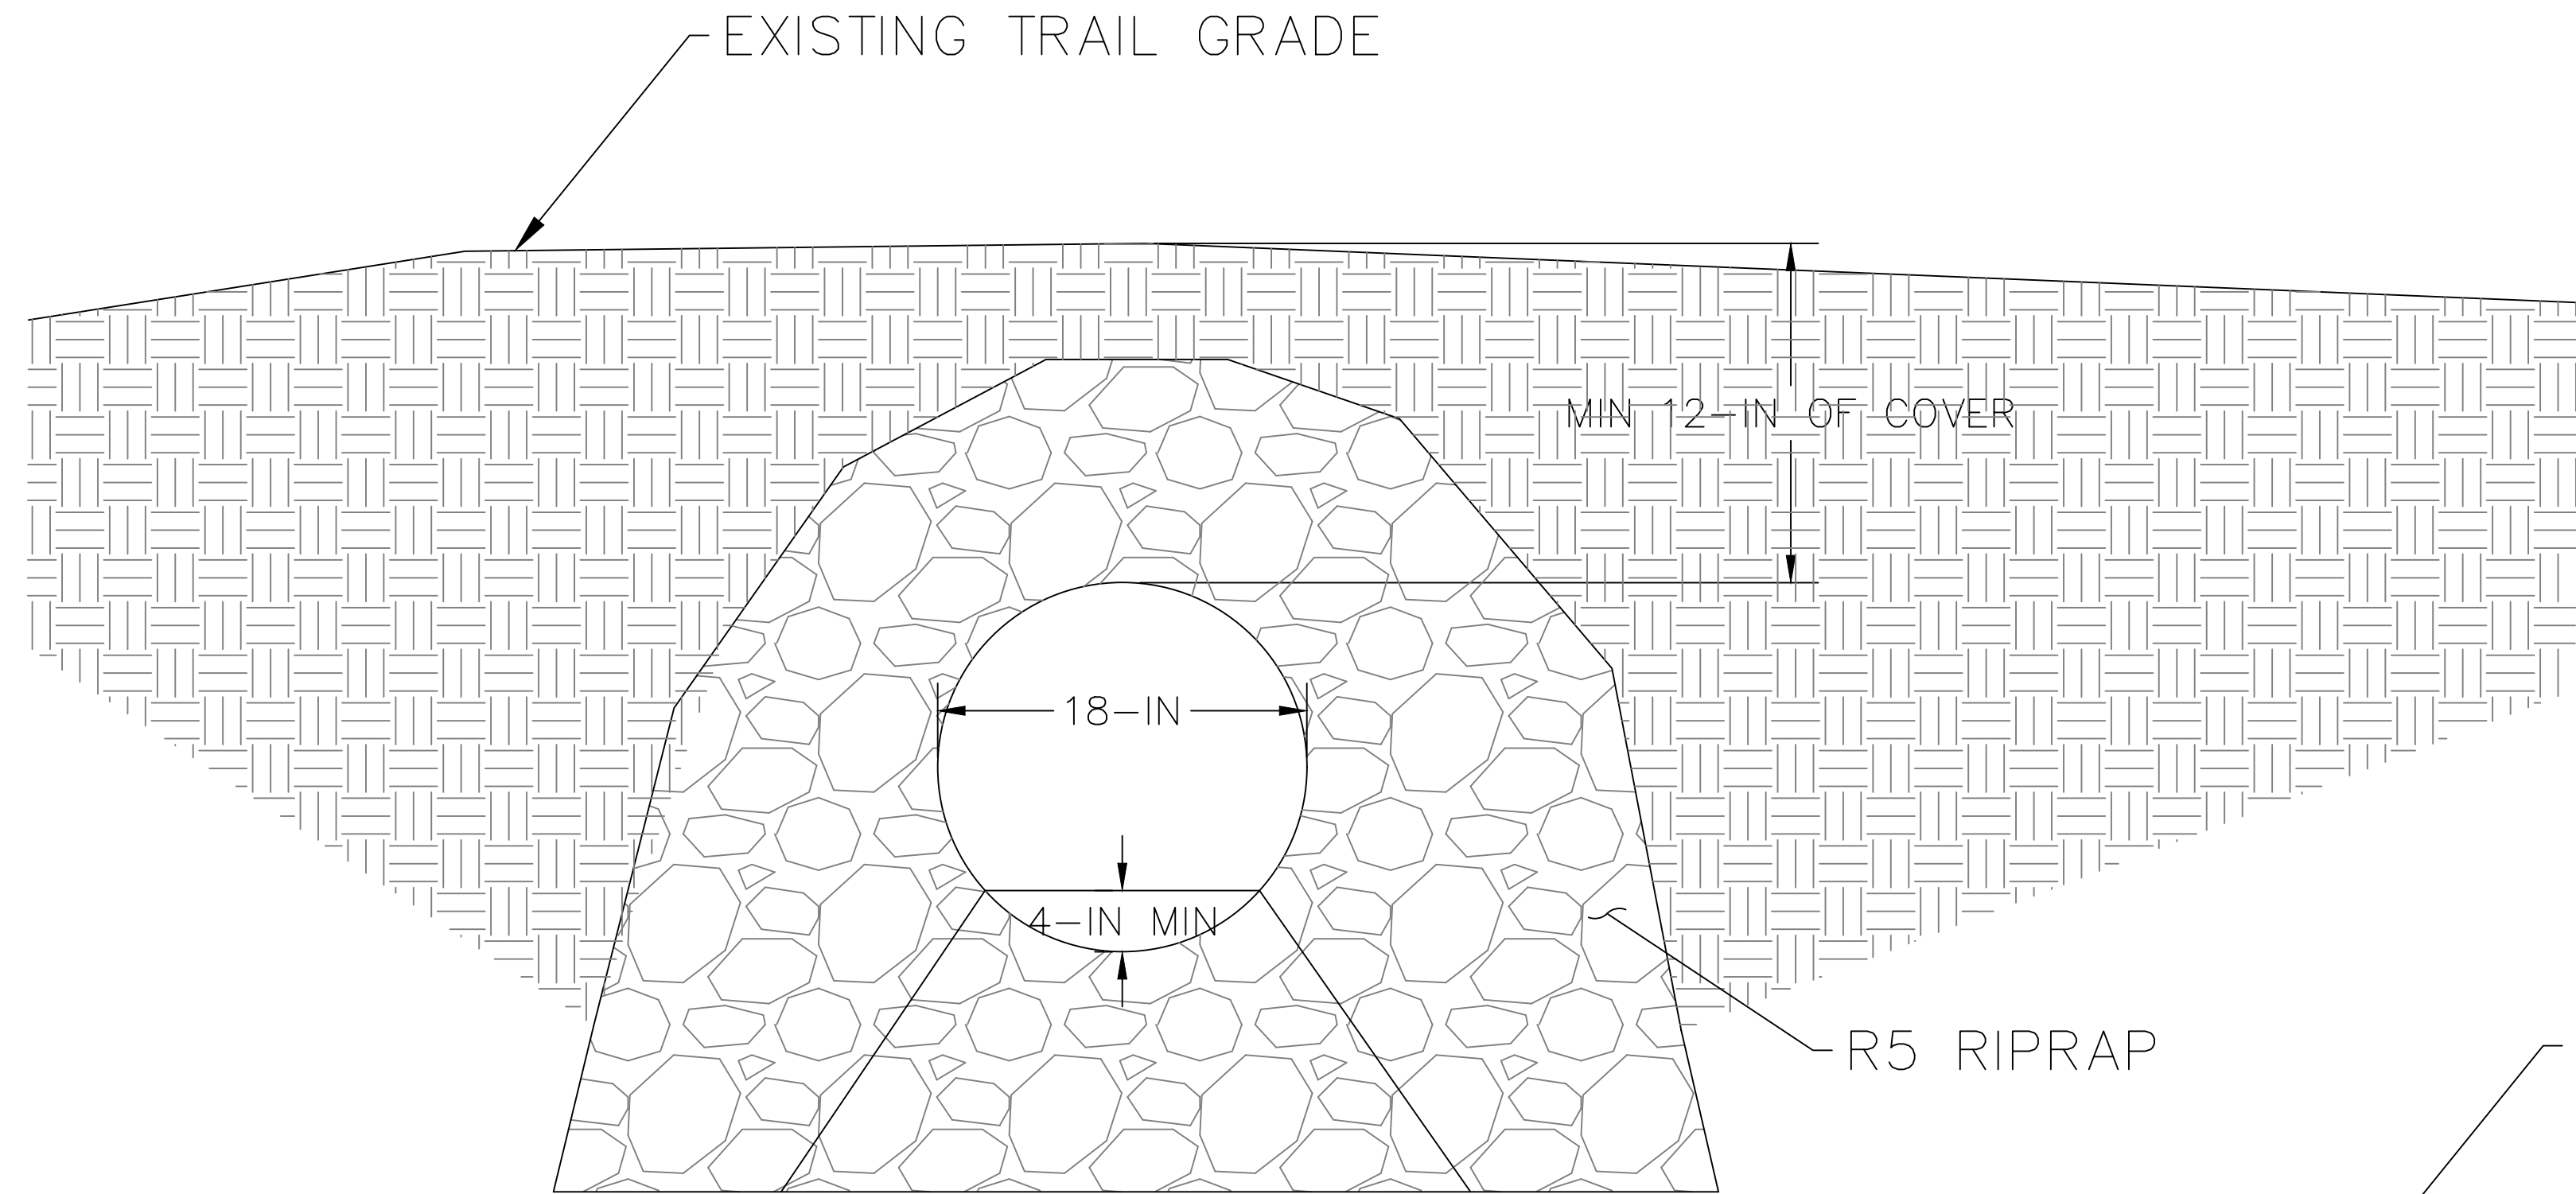 EXISTING TRAIL GRADE
MIN 12-IN OF COVER
18-IN
4-IN MIN
R5 RIPRAP